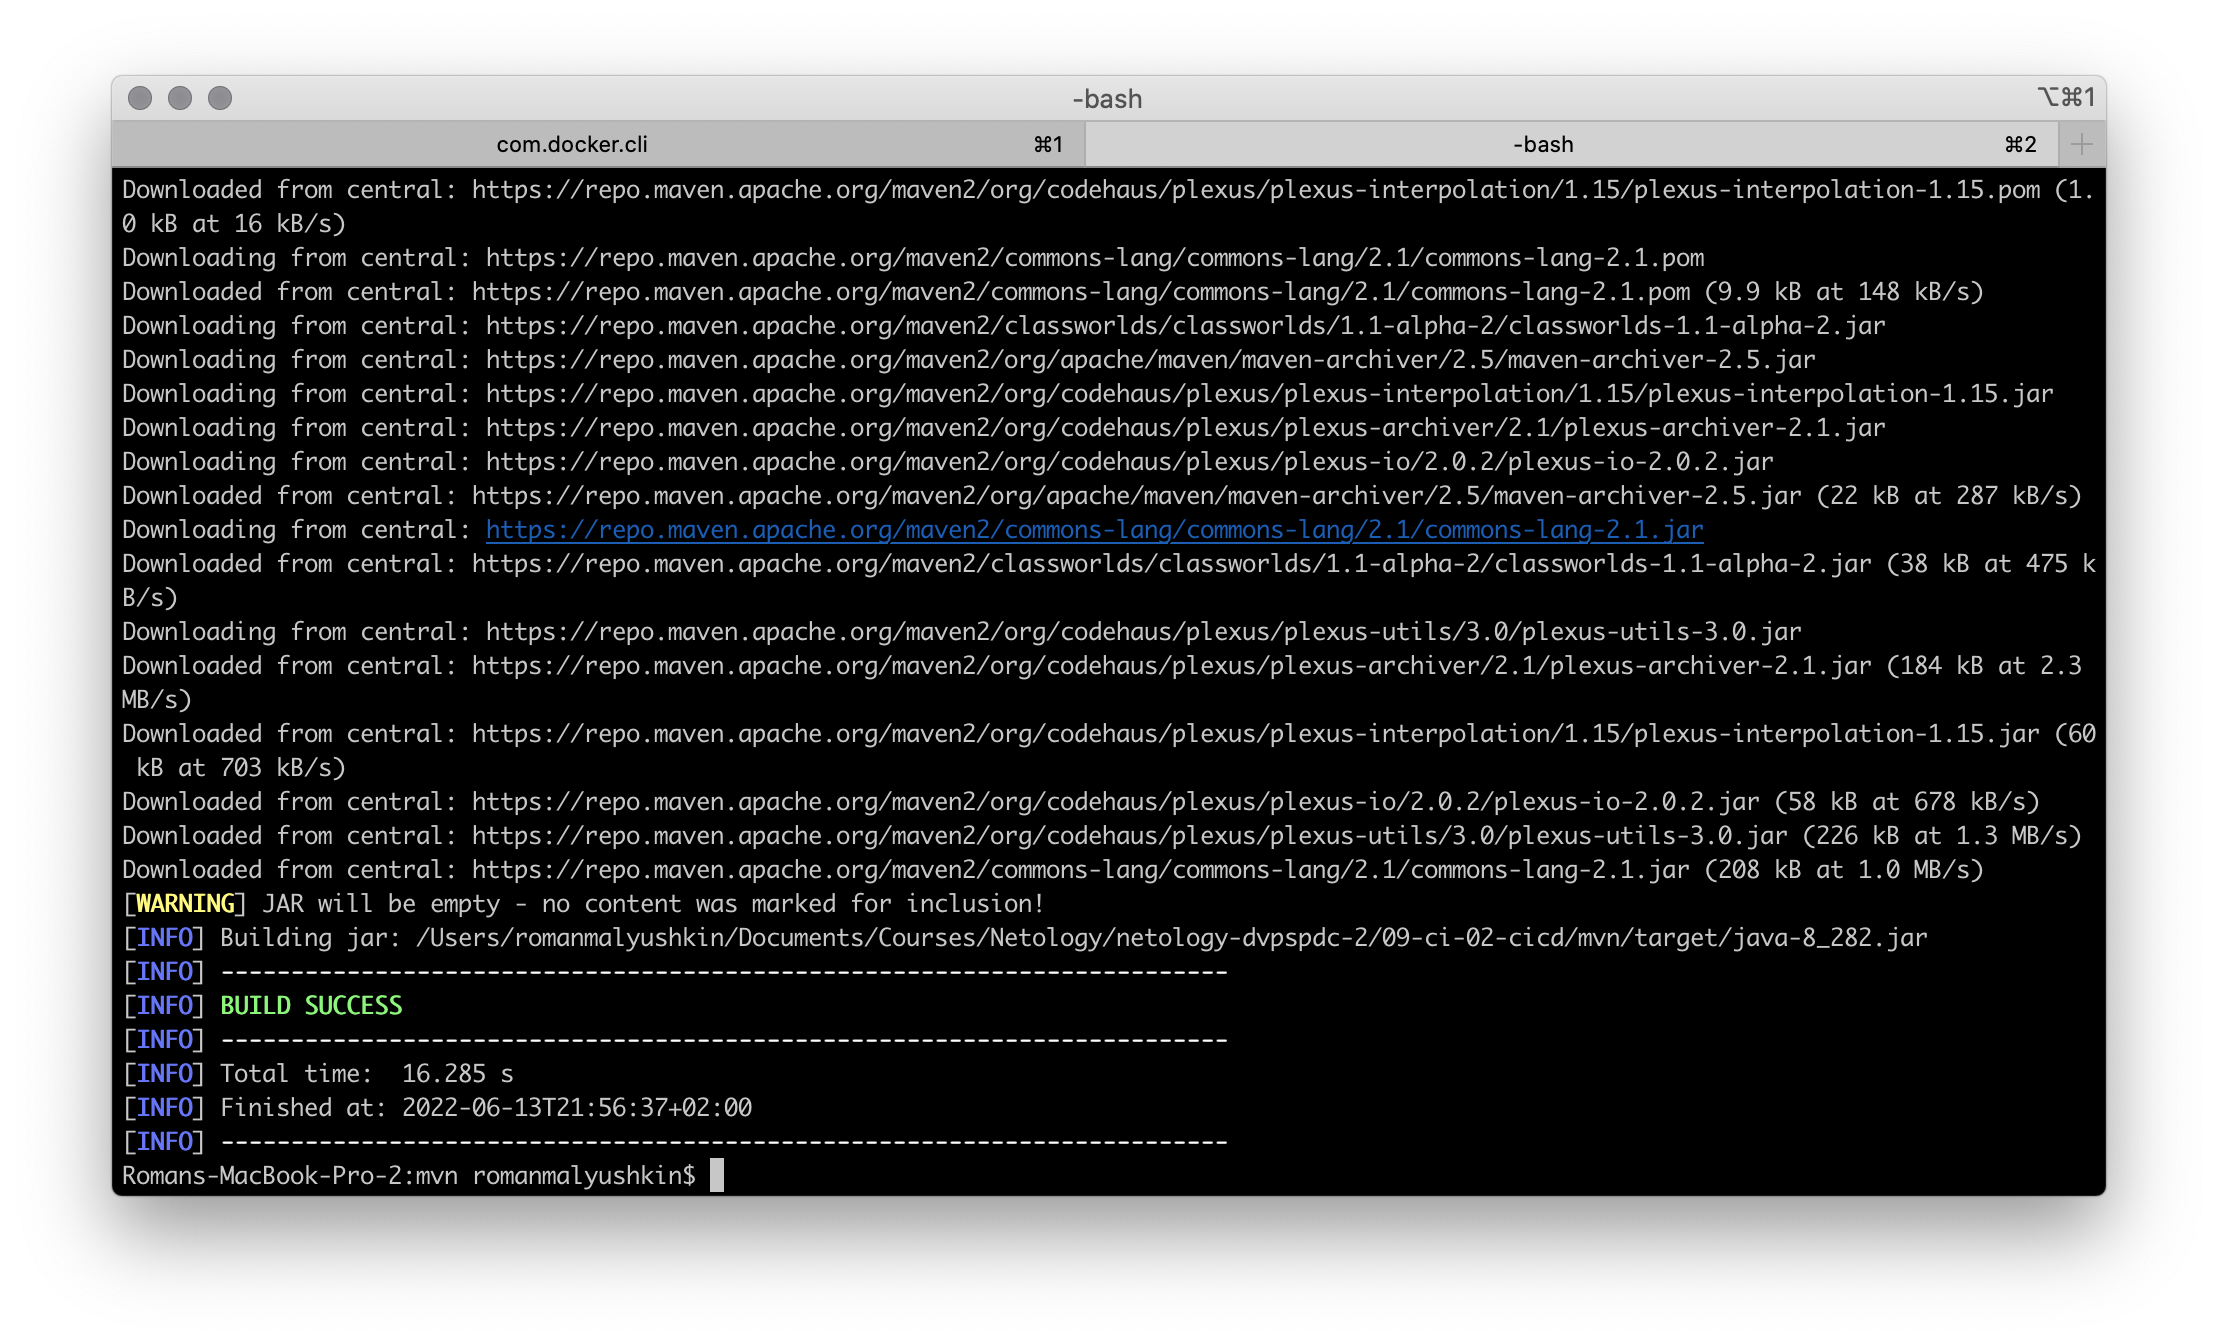 -bash
⌥⌘1
com.docker.cli ⌘1
-bash ⌘2
Downloaded from central: https://repo.maven.apache.org/maven2/org/codehaus/plexus/plexus-interpolation/1.15/plexus-interpolation-1.15.pom (1.
0 kB at 16 kB/s)
Downloading from central: https://repo.maven.apache.org/maven2/commons-lang/commons-lang/2.1/commons-lang-2.1.pom
Downloaded from central: https://repo.maven.apache.org/maven2/commons-lang/commons-lang/2.1/commons-lang-2.1.pom (9.9 kB at 148 kB/s)
Downloading from central: https://repo.maven.apache.org/maven2/classworlds/classworlds/1.1-alpha-2/classworlds-1.1-alpha-2.jar
Downloading from central: https://repo.maven.apache.org/maven2/org/apache/maven/maven-archiver/2.5/maven-archiver-2.5.jar
Downloading from central: https://repo.maven.apache.org/maven2/org/codehaus/plexus/plexus-interpolation/1.15/plexus-interpolation-1.15.jar
Downloading from central: https://repo.maven.apache.org/maven2/org/codehaus/plexus/plexus-archiver/2.1/plexus-archiver-2.1.jar
Downloading from central: https://repo.maven.apache.org/maven2/org/codehaus/plexus/plexus-io/2.0.2/plexus-io-2.0.2.jar
Downloaded from central: https://repo.maven.apache.org/maven2/org/apache/maven/maven-archiver/2.5/maven-archiver-2.5.jar (22 kB at 287 kB/s)
Downloading from central: https://repo.maven.apache.org/maven2/commons-lang/commons-lang/2.1/commons-lang-2.1.jar
Downloaded from central: https://repo.maven.apache.org/maven2/classworlds/classworlds/1.1-alpha-2/classworlds-1.1-alpha-2.jar (38 kB at 475 k
B/s)
Downloading from central: https://repo.maven.apache.org/maven2/org/codehaus/plexus/plexus-utils/3.0/plexus-utils-3.0.jar
Downloaded from central: https://repo.maven.apache.org/maven2/org/codehaus/plexus/plexus-archiver/2.1/plexus-archiver-2.1.jar (184 kB at 2.3
MB/s)
Downloaded from central: https://repo.maven.apache.org/maven2/org/codehaus/plexus/plexus-interpolation/1.15/plexus-interpolation-1.15.jar (60
 kB at 703 kB/s)
Downloaded from central: https://repo.maven.apache.org/maven2/org/codehaus/plexus/plexus-io/2.0.2/plexus-io-2.0.2.jar (58 kB at 678 kB/s)
Downloaded from central: https://repo.maven.apache.org/maven2/org/codehaus/plexus/plexus-utils/3.0/plexus-utils-3.0.jar (226 kB at 1.3 MB/s)
Downloaded from central: https://repo.maven.apache.org/maven2/commons-lang/commons-lang/2.1/commons-lang-2.1.jar (208 kB at 1.0 MB/s)
[WARNING] JAR will be empty - no content was marked for inclusion!
[INFO] Building jar: /Users/romanmalyushkin/Documents/Courses/Netology/netology-dvpspdc-2/09-ci-02-cicd/mvn/target/java-8_282.jar
[INFO] ------------------------------------------------------------------------
[INFO] BUILD SUCCESS
[INFO] ------------------------------------------------------------------------
[INFO] Total time:  16.285 s
[INFO] Finished at: 2022-06-13T21:56:37+02:00
[INFO] ------------------------------------------------------------------------
Romans-MacBook-Pro-2:mvn romanmalyushkin$